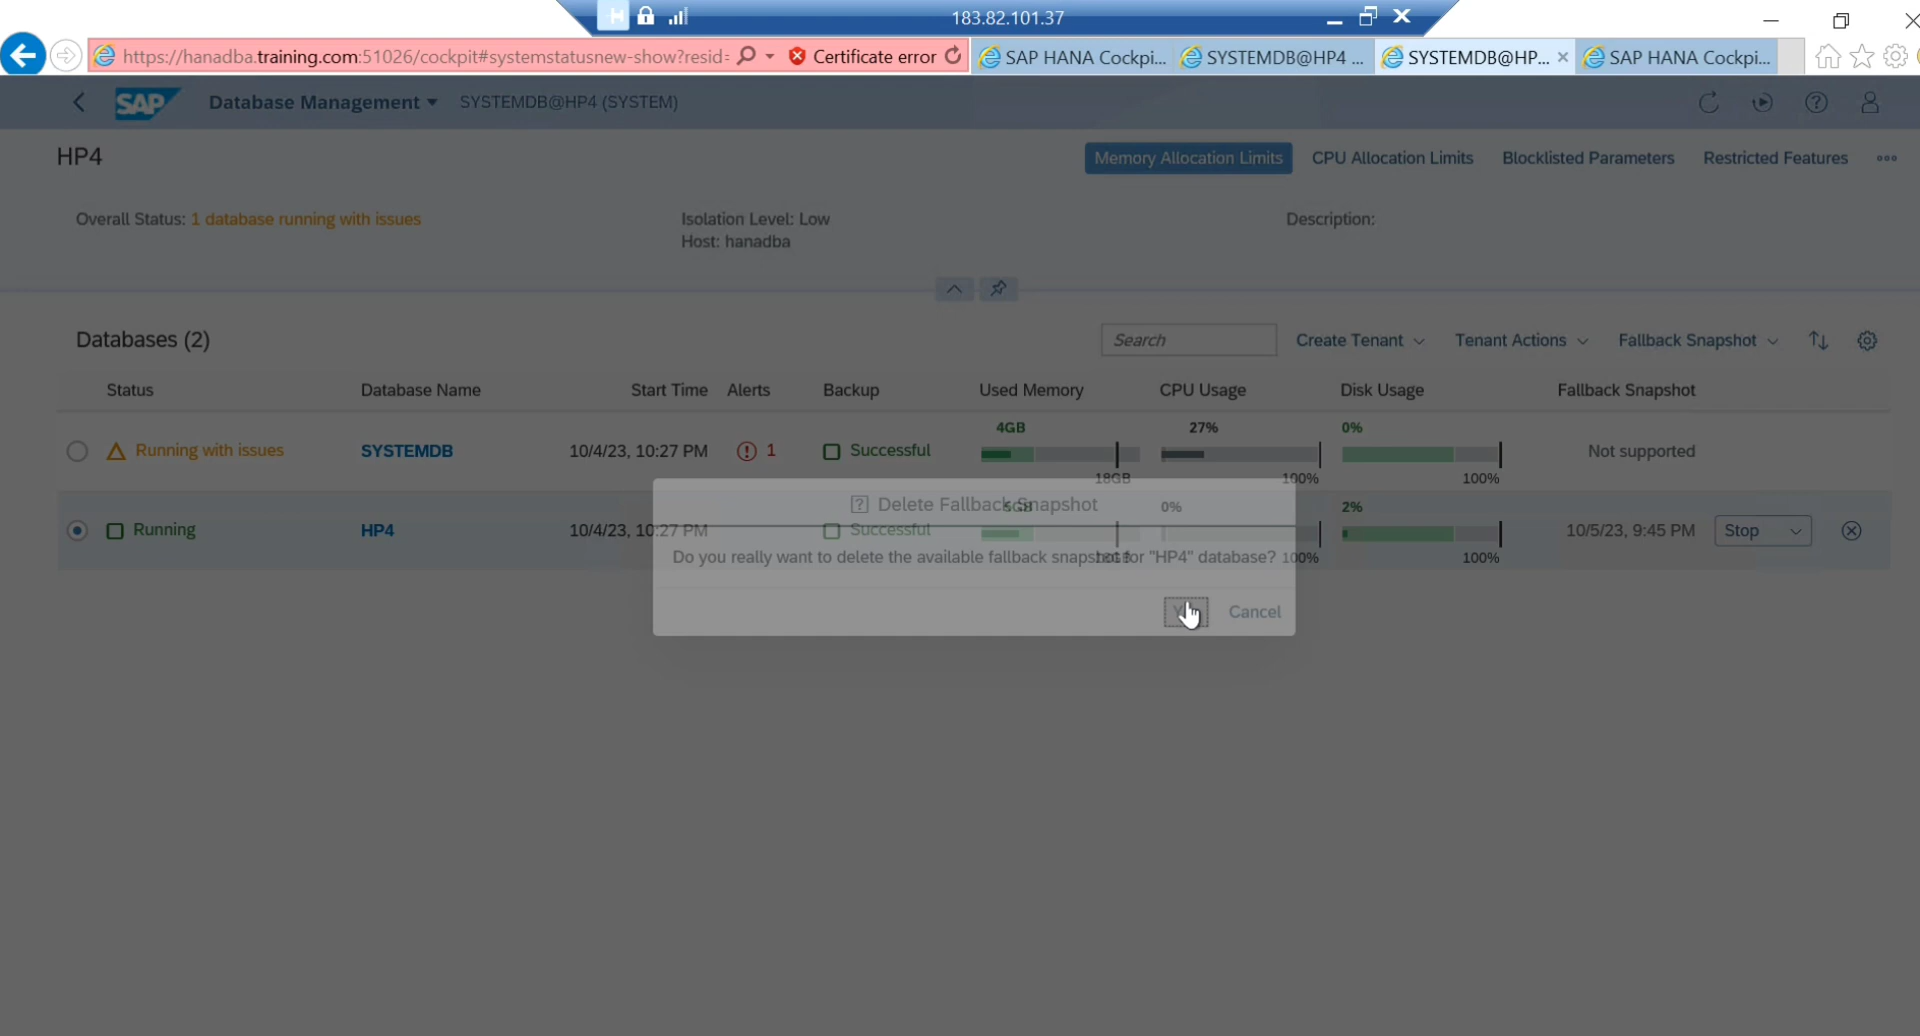 183.82.101.37
https://hanadba.training.com:51026/cockpit#systemstatusnew-show?resid=
Certificate error
SAP HANA Cockpi...
SYSTEMDB@HP4 ...
SYSTEMDB@HP...
SAP HANA Cockpi...
SAP
Database Management
SYSTEMDB@HP4 (SYSTEM)
HP4
Memory Allocation Limits
CPU Allocation Limits
Blocklisted Parameters
Restricted Features
Overall Status: 1 database running with issues
Isolation Level: Low
Host: hanadba
Description:
Databases (2)
Search
Create Tenant
Tenant Actions
Fallback Snapshot
Status
Database Name
Start Time
Alerts
Backup
Used Memory
CPU Usage
Disk Usage
Fallback Snapshot
Running with issues
SYSTEMDB
10/4/23, 10:27 PM
1
Successful
4GB
18GB
27%
100%
0%
100%
Not supported
Running
HP4
10/4/23, 10:27 PM
Successful
5GB
18GB
0%
100%
2%
100%
10/5/23, 9:45 PM
Stop
Delete Fallback Snapshot
Do you really want to delete the available fallback snapshot for "HP4" database?
Cancel